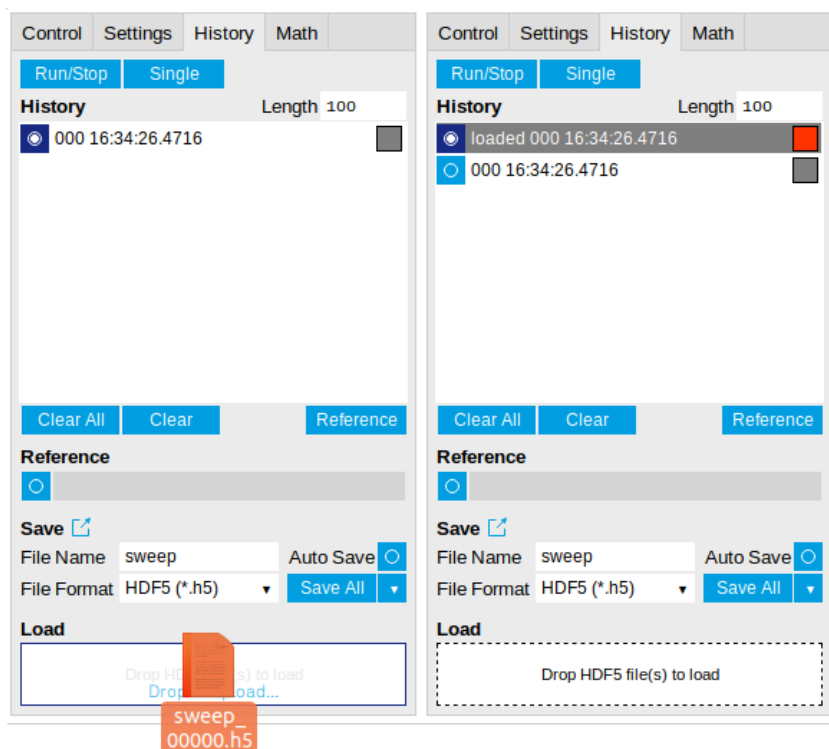 Control Settings History Math
Run/Stop Single
History Length 100
000 16:34:26.4716
Clear All Clear Reference
Reference
Save
File Name sweep Auto Save
File Format HDF5 (*.h5) Save All
Load
Drop HD s) to load
Drop oad...
sweep_
00000.h5
Control Settings History Math
Run/Stop Single
History Length 100
loaded 000 16:34:26.4716
000 16:34:26.4716
Clear All Clear Reference
Reference
Save
File Name sweep Auto Save
File Format HDF5 (*.h5) Save All
Load
Drop HDF5 file(s) to load